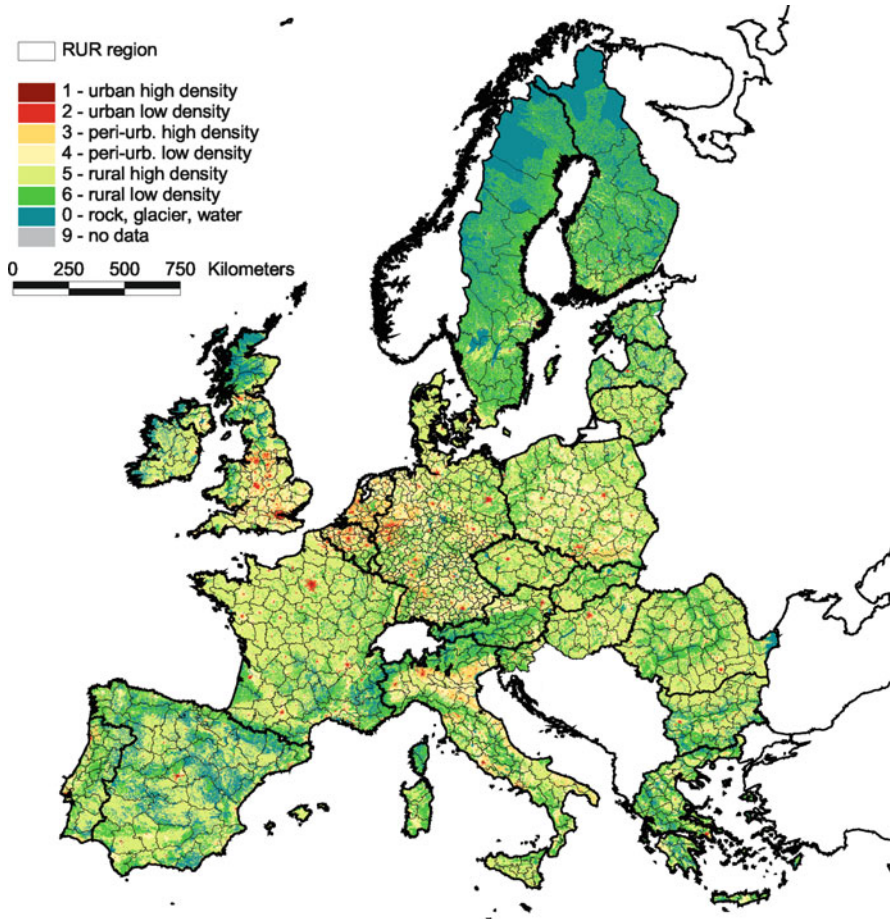 RUR region
1 - urban high density
2 - urban low density
3 - peri-urb. high density
4 - peri-urb. low density
5 - rural high density
6 - rural low density
0 - rock, glacier, water
9 - no data
0 250 500 750 Kilometers